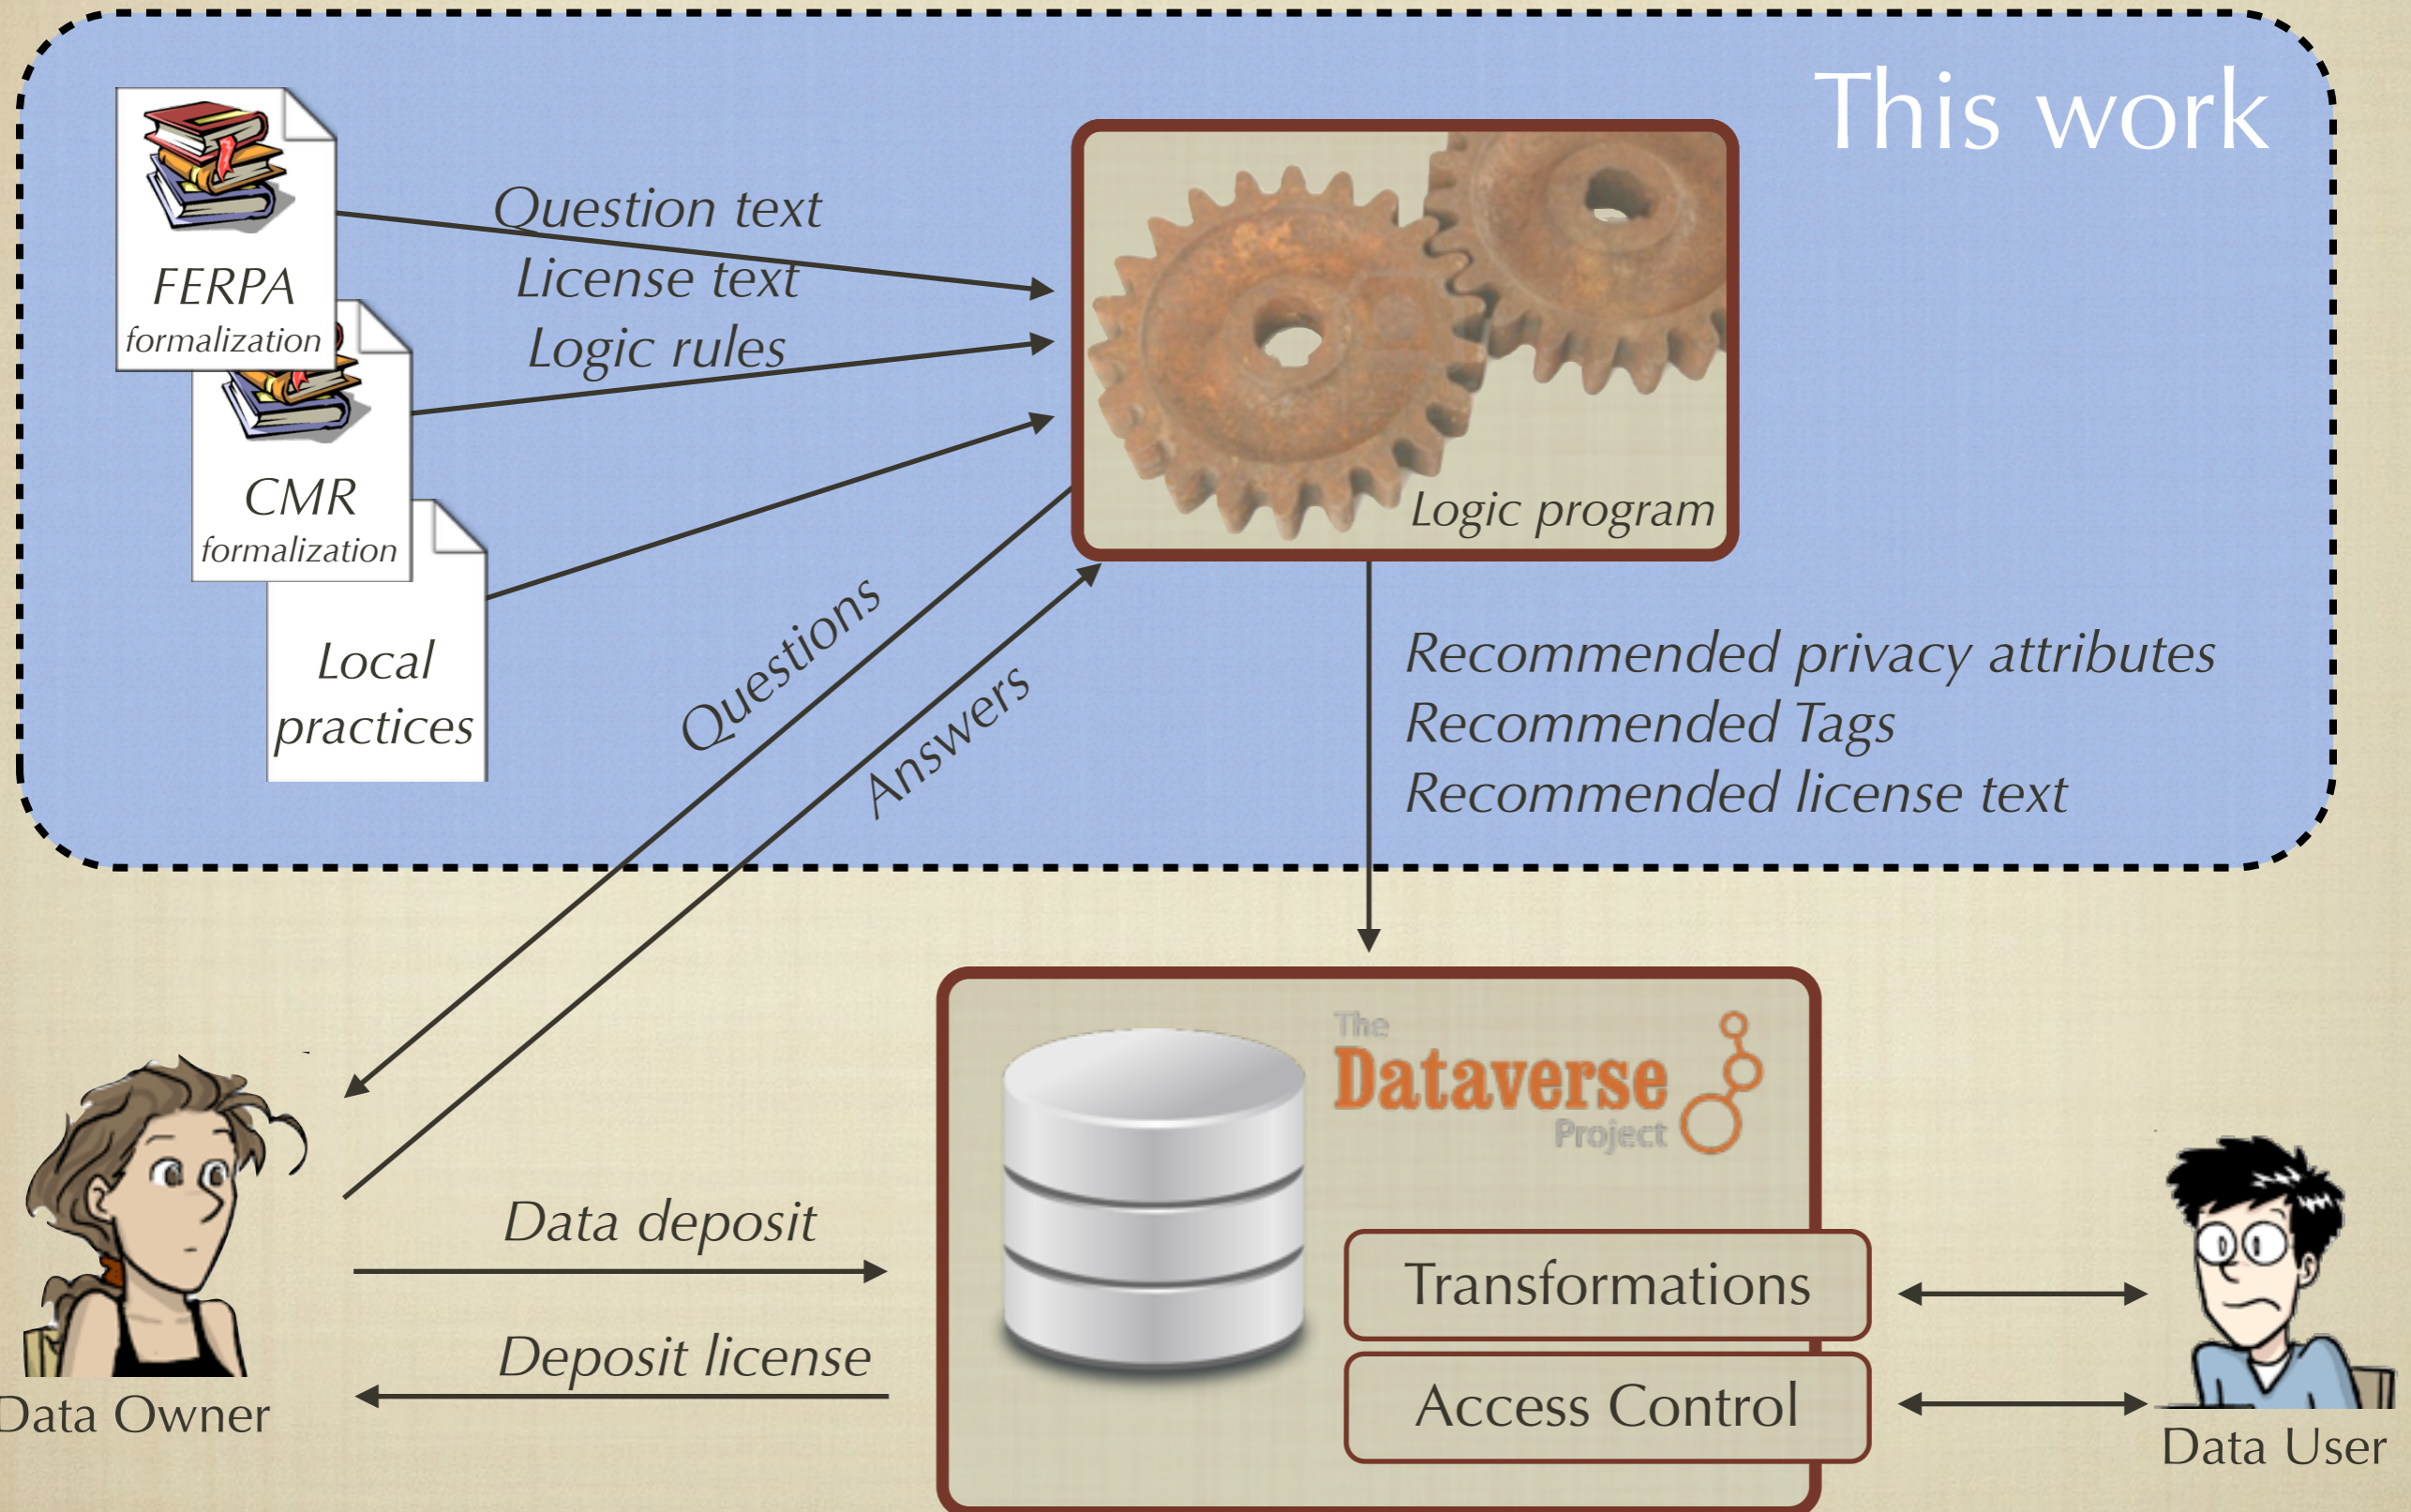 This work
FERPA
formalization
CMR
formalization
Local
practices
Question text
License text
Logic rules
Logic program
Questions
Answers
Recommended privacy attributes
Recommended Tags
Recommended license text
The
Dataverse
Project
Transformations
Access Control
Data deposit
Deposit license
Data Owner
Data User